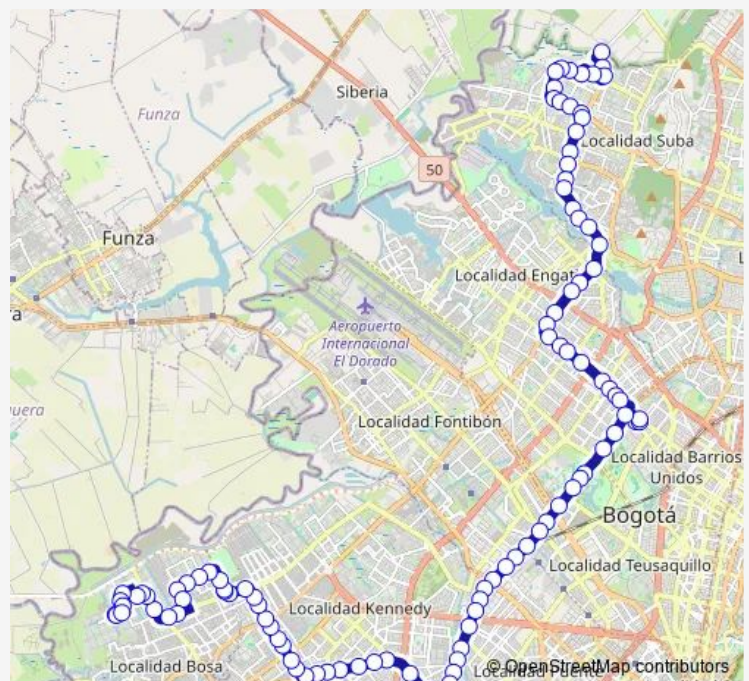 Siberia
Funza
Localidad Suba
50
Funza
Localidad Engat
Aeropuerto
Internacional
El Dorado
Localidad Fontibón
Localidad Barrios
Unidos
Bogotá
Localidad Teusaquillo
Localidad Kennedy
Localidad Bosa
© OpenStreetMap contributors